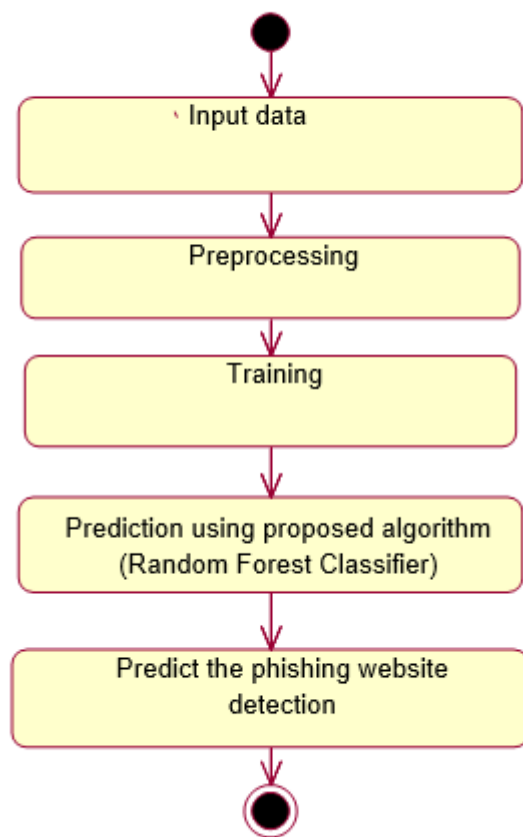 Input data
Preprocessing
Training
Prediction using proposed algorithm
(Random Forest Classifier)
Predict the phishing website
detection